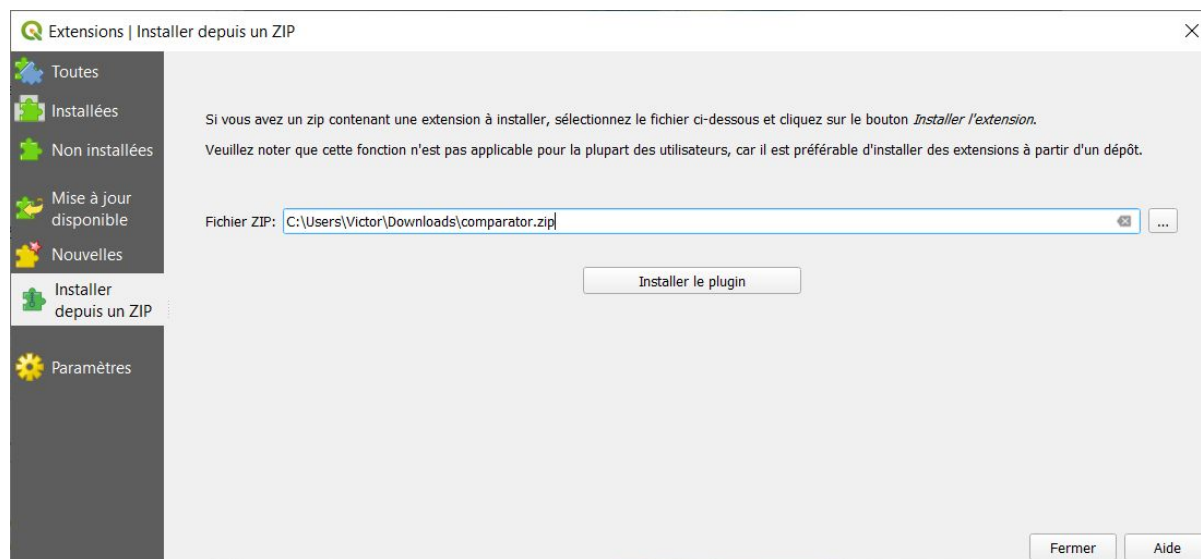 Extensions | Installer depuis un ZIP
Toutes
Installées
Non installées
Mise à jour
disponible
Nouvelles
Installer
depuis un ZIP
Paramètres
Si vous avez un zip contenant une extension à installer, sélectionnez le fichier ci-dessous et cliquez sur le bouton Installer l'extension.
Veuillez noter que cette fonction n'est pas applicable pour la plupart des utilisateurs, car il est préférable d'installer des extensions à partir d'un dépôt.
Fichier ZIP: C:\Users\Victor\Downloads\comparator.zip ...
Installer le plugin
Fermer Aide